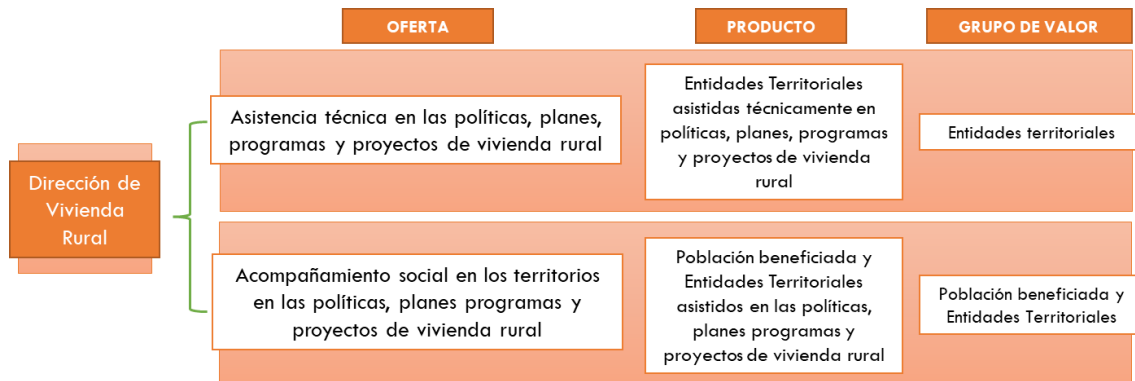 OFERTA
PRODUCTO
GRUPO DE VALOR
Dirección de
Vivienda
Rural
Asistencia técnica en las políticas, planes,
programas y proyectos de vivienda rural
Entidades Territoriales
asistidas técnicamente en
políticas, planes, programas
y proyectos de vivienda
rural
Entidades territoriales
Acompañamiento social en los territorios
en las políticas, planes programas y
proyectos de vivienda rural
Población beneficiada y
Entidades Territoriales
asistidos en las políticas,
planes programas y
proyectos de vivienda rural
Población beneficiada y
Entidades Territoriales